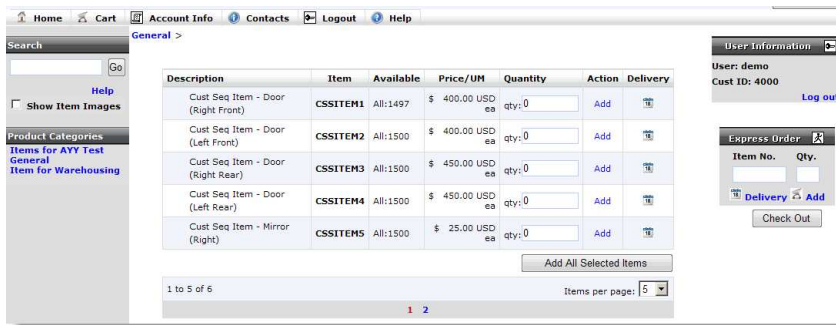 Home Cart Account Info Contacts Logout Help
General >
Search
Go
Help
Show Item Images
Product Categories
Items for AYY Test
General
Item for Warehousing
Description Item Available Price/UM Quantity Action Delivery
Cust Seq Item - Door (Right Front) CSSITEM1 All:1497 $ 400.00 USD ea qty: 0 Add
Cust Seq Item - Door (Left Front) CSSITEM2 All:1500 $ 400.00 USD ea qty: 0 Add
Cust Seq Item - Door (Right Rear) CSSITEM3 All:1500 $ 450.00 USD ea qty: 0 Add
Cust Seq Item - Door (Left Rear) CSSITEM4 All:1500 $ 450.00 USD ea qty: 0 Add
Cust Seq Item - Mirror (Right) CSSITEM5 All:1500 $ 25.00 USD ea qty: 0 Add
Add All Selected Items
1 to 5 of 6 Items per page: 5
1 2
User Information
User: demo
Cust ID: 4000
Log out
Express Order
Item No. Qty.
Delivery Add
Check Out